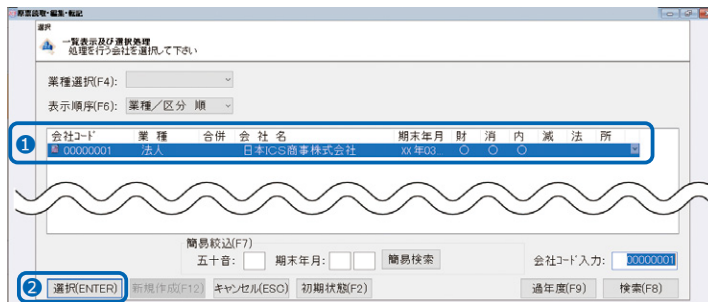 原票読取・編集・転記
選択
一覧表示及び選択処理
処理を行う会社を選択して下さい
業種選択(F4):
表示順序(F6): 業種／区分 順
1
会社コード 業 種 合併 会 社 名 期末年月 財 消 内 減 法 所
00000001 法人 日本ICS商事株式会社 XX年03... ○ ○ ○
簡易絞込(F7)
五十音: 期末年月: 簡易検索 会社コード入力: 00000001
2 選択(ENTER) 新規作成(F12) キャンセル(ESC) 初期状態(F2) 過年度(F9) 検索(F8)